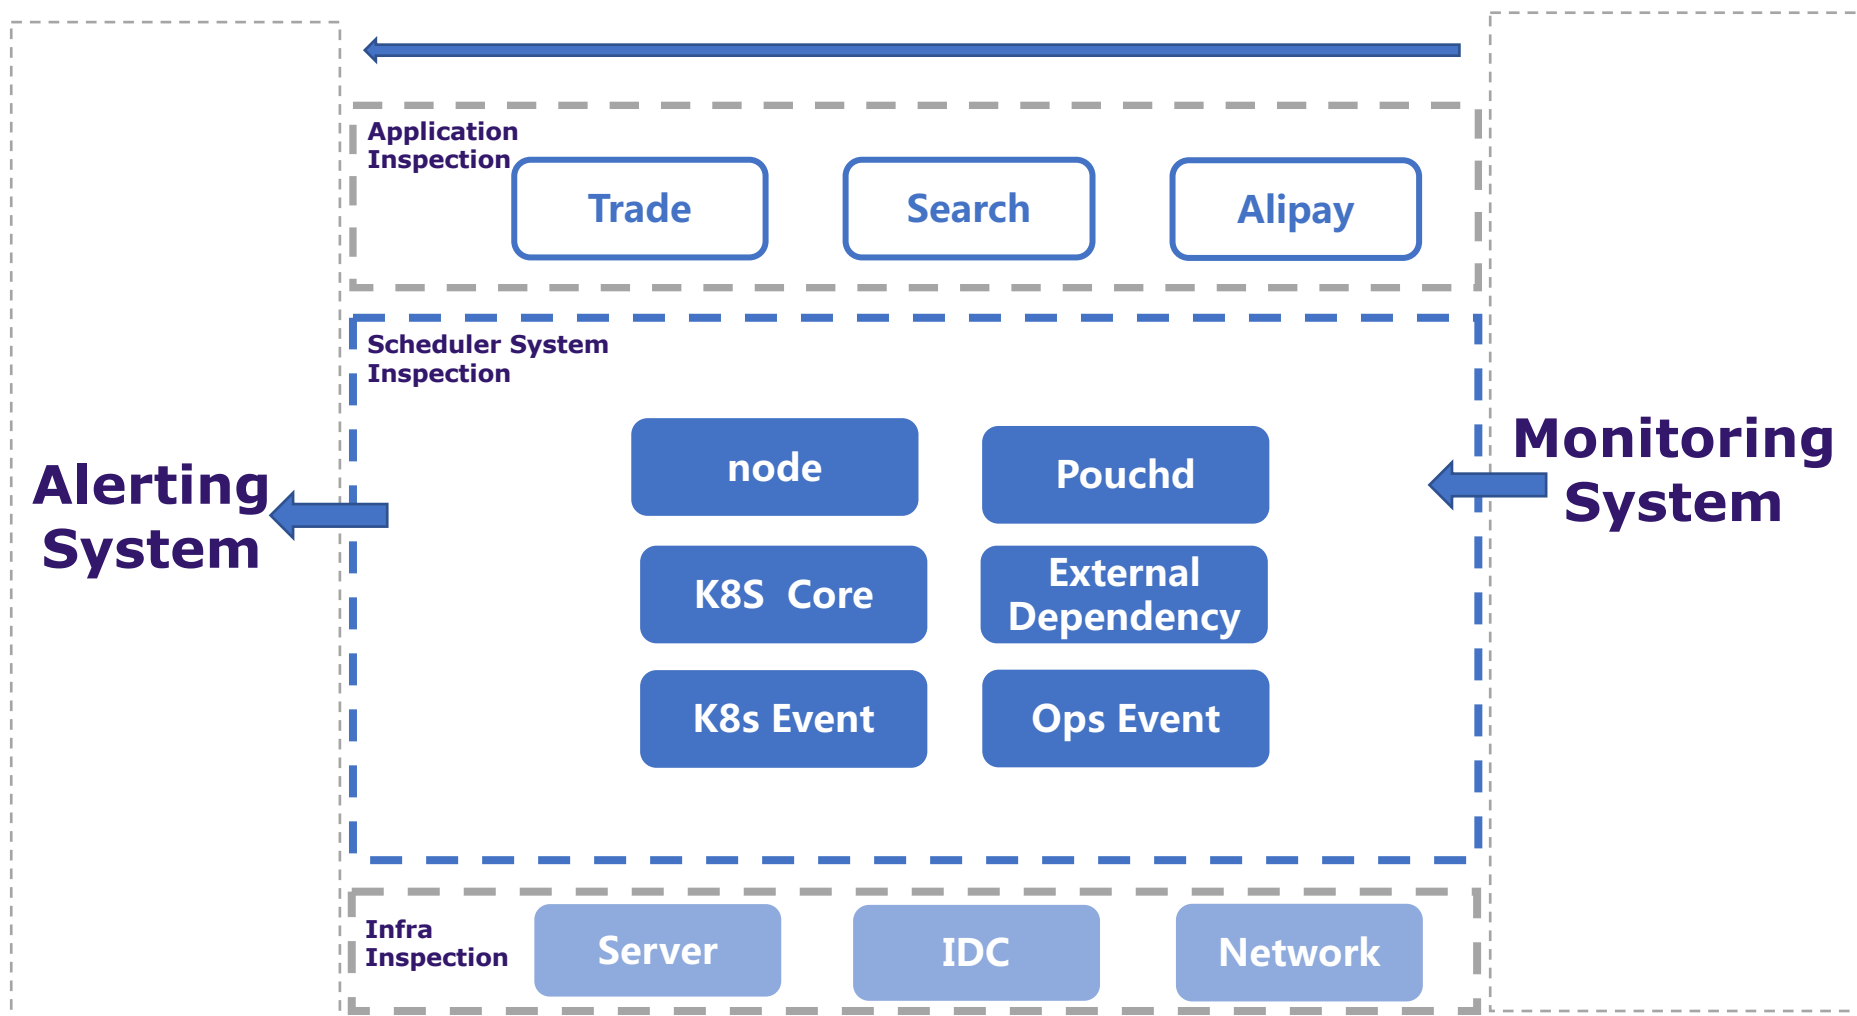 Application
Inspection
Trade
Search
Alipay
Scheduler System
Inspection
Alerting
System
node
Pouchd
K8S  Core
External
Dependency
K8s Event
Ops Event
Monitoring
System
Infra
Inspection
Server
IDC
Network